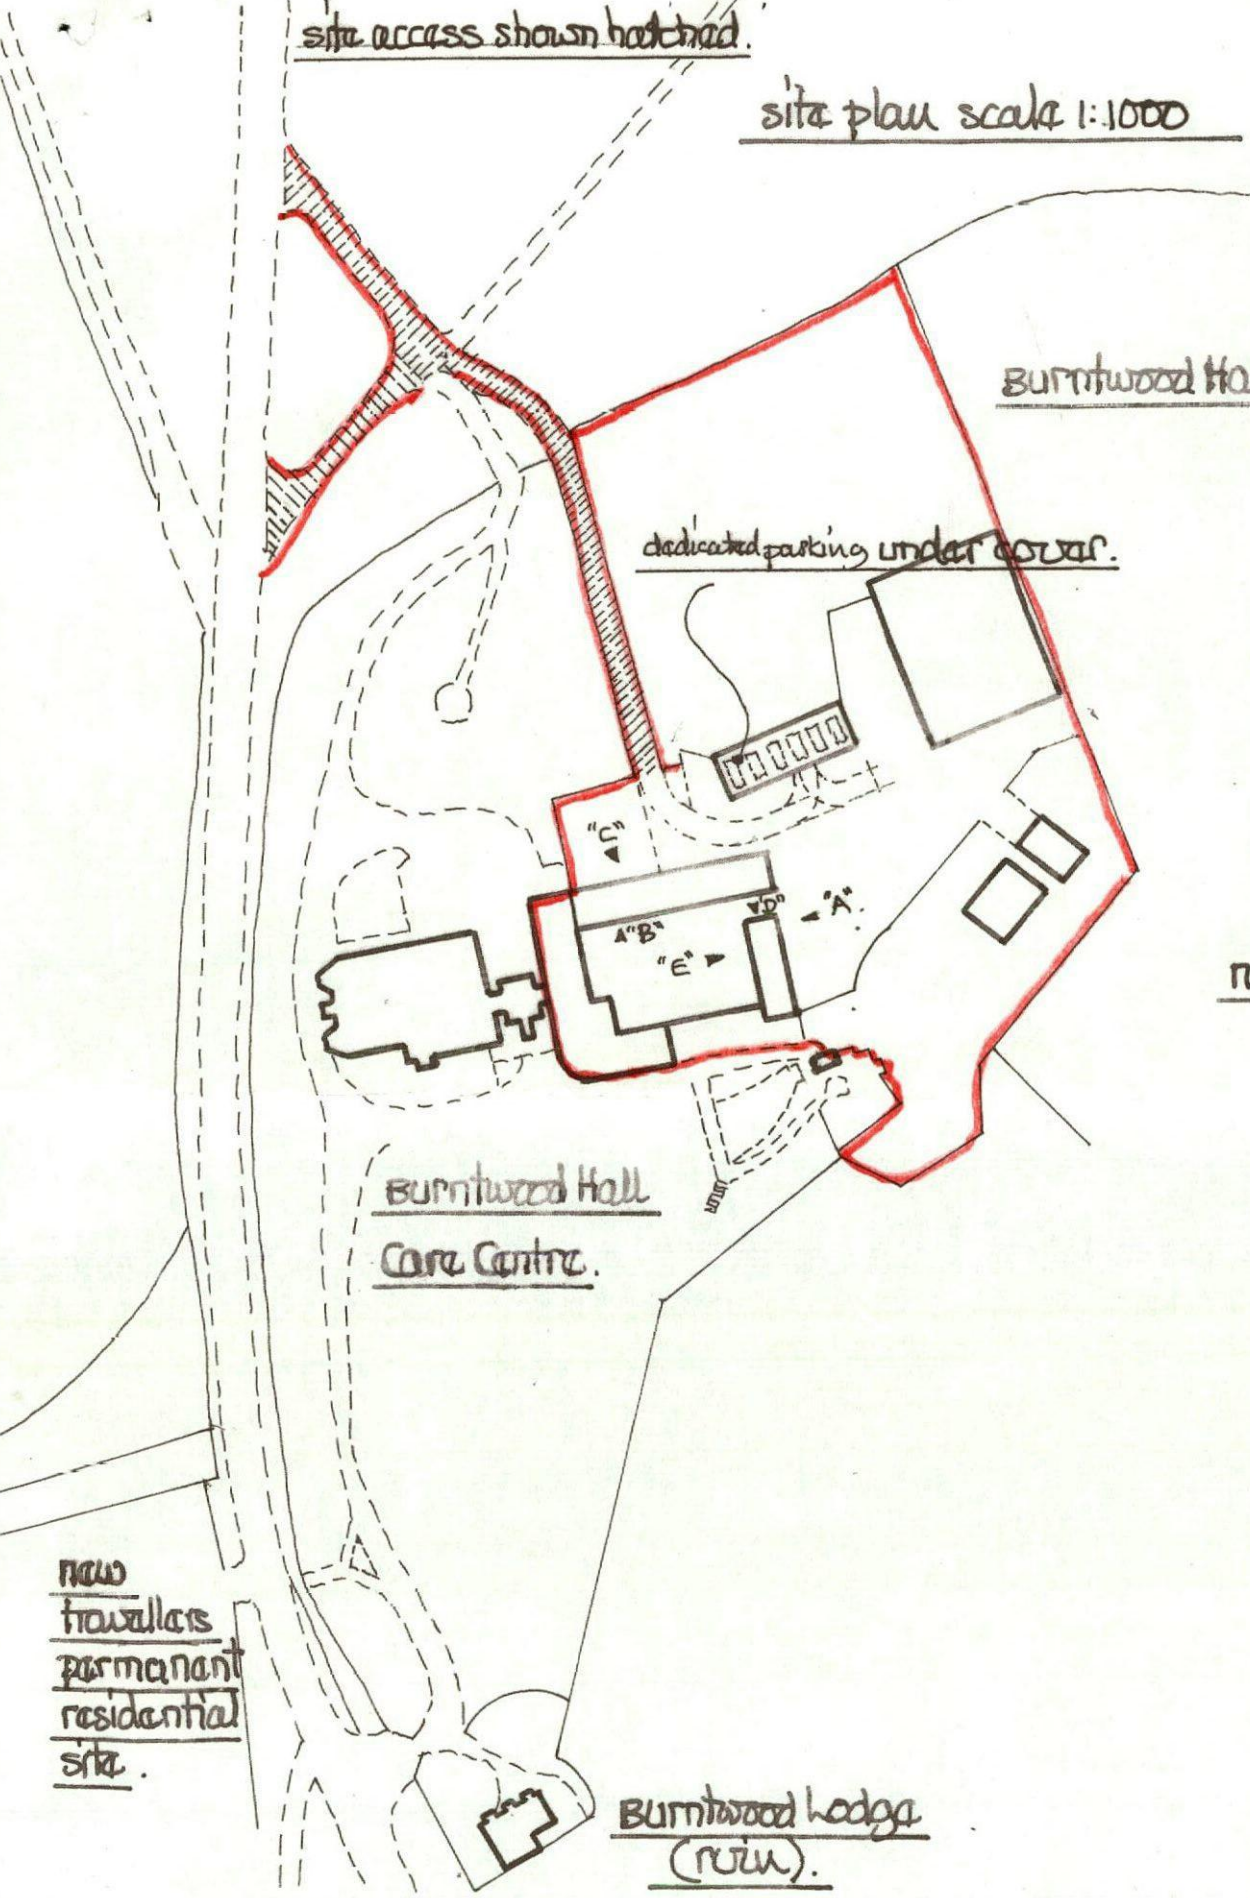 site access shown hatched.
site plan scale 1:1000
Burntwood Ha
dedicated parking under cover.
"C"
"D"
"A".
A"B"
"E"
n
Burntwood Hall
Care Centre.
new
travellers
permanant
residential
site.
Burntwood Lodge
(ruin).